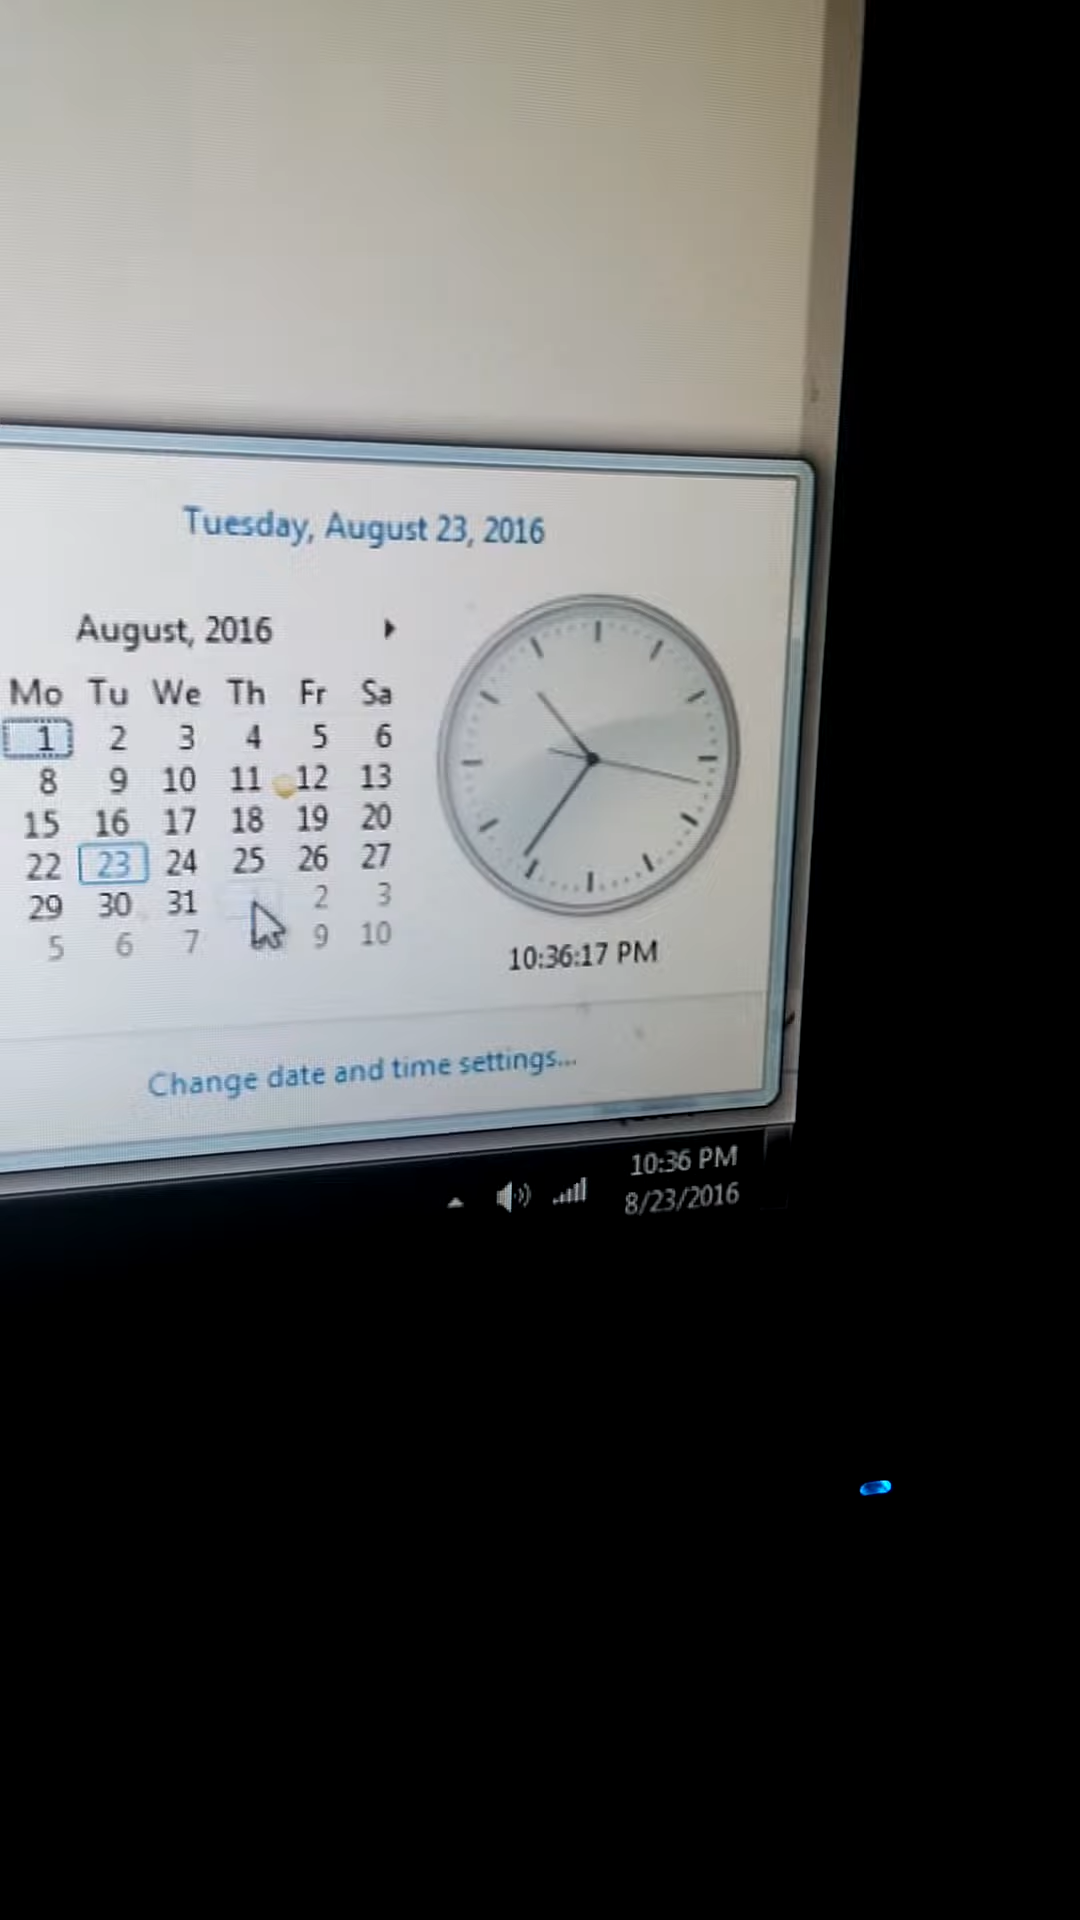 Tuesday, August 23, 2016
August, 2016
Mo Tu We Th Fr Sa
1 2 3 4 5 6
8 9 10 11 12 13
15 16 17 18 19 20
22 23 24 25 26 27
29 30 31 2 3
5 6 7 9 10
10:36:17 PM
Change date and time settings...
10:36 PM
8/23/2016